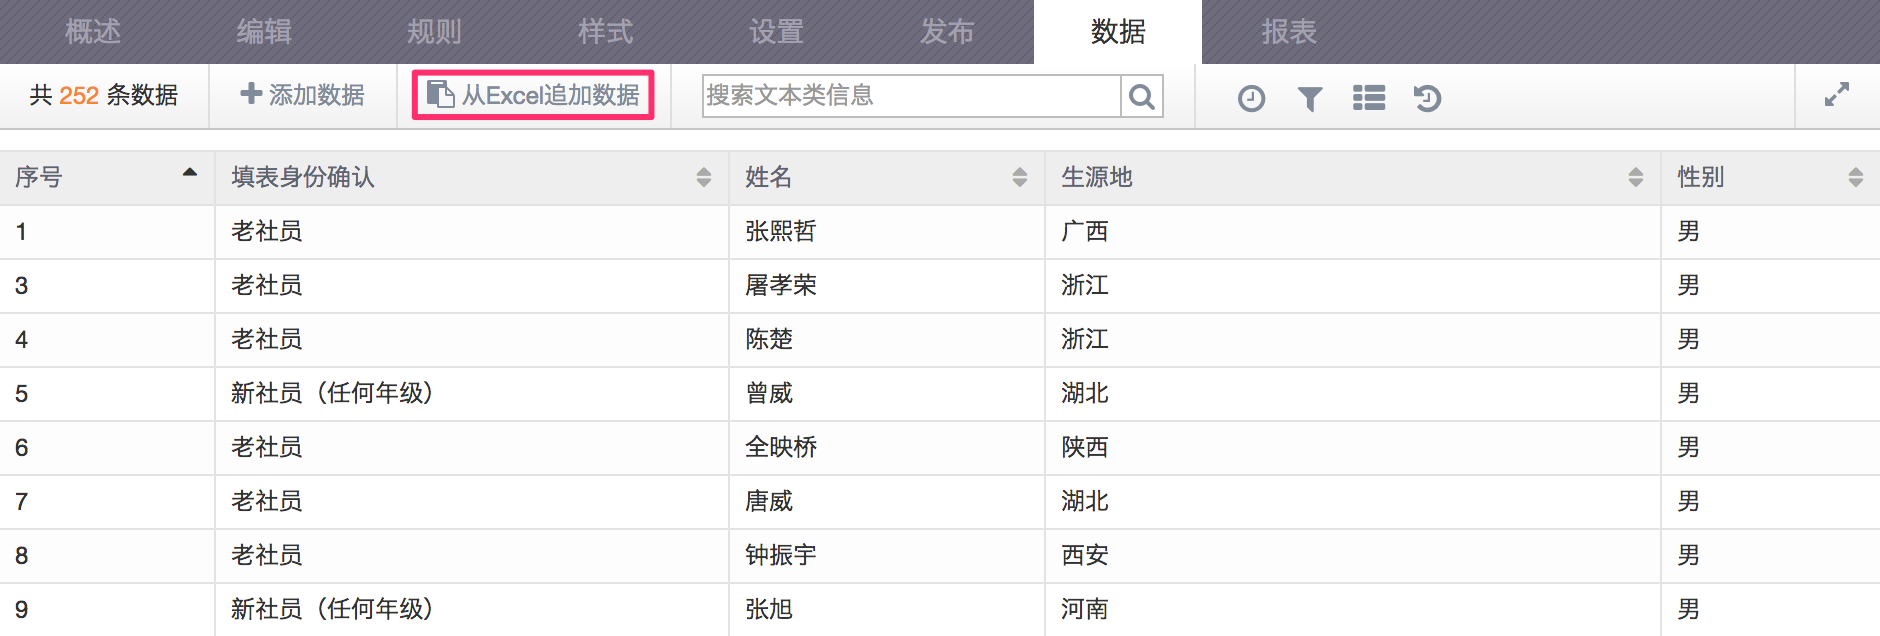 概述 编辑 规则 样式 设置 发布 数据 报表
共 252 条数据 添加数据 从Excel追加数据 搜索文本类信息
序号 填表身份确认 姓名 生源地 性别
1 老社员 张熙哲 广西 男
3 老社员 屠孝荣 浙江 男
4 老社员 陈楚 浙江 男
5 新社员（任何年级） 曾威 湖北 男
6 老社员 全映桥 陕西 男
7 老社员 唐威 湖北 男
8 老社员 钟振宇 西安 男
9 新社员（任何年级） 张旭 河南 男